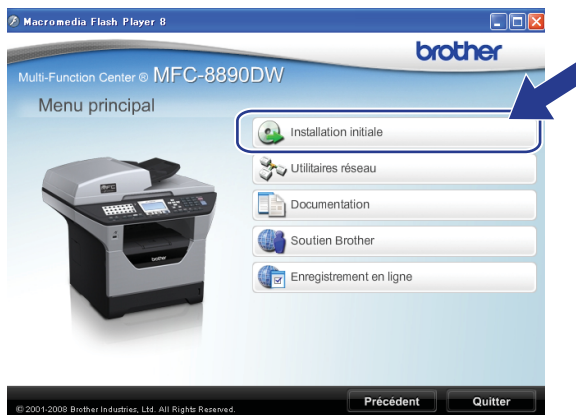 Macromedia Flash Player 8
brother
Multi-Function Center ® MFC-8890DW
Menu principal
Installation initiale
Utilitaires réseau
Documentation
Soutien Brother
Enregistrement en ligne
Précédent
Quitter
© 2001-2008 Brother Industries, Ltd. All Rights Reserved.